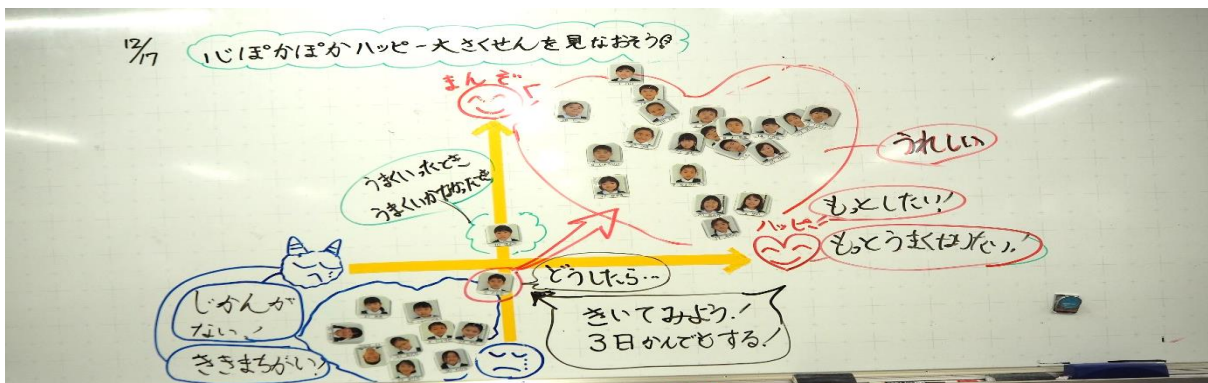 12/17
心ぽかぽかハッピー大さくせんを見なおそう
まんぞく!
うまくいったとき
うまくいかなかったとき
うれしい
もっとしたい!
ハッピー
もっとうまくなりたい!
どうしたら…
じかんが
ない!
きいてみよう!
3日かんでもする!
ききまちがい!